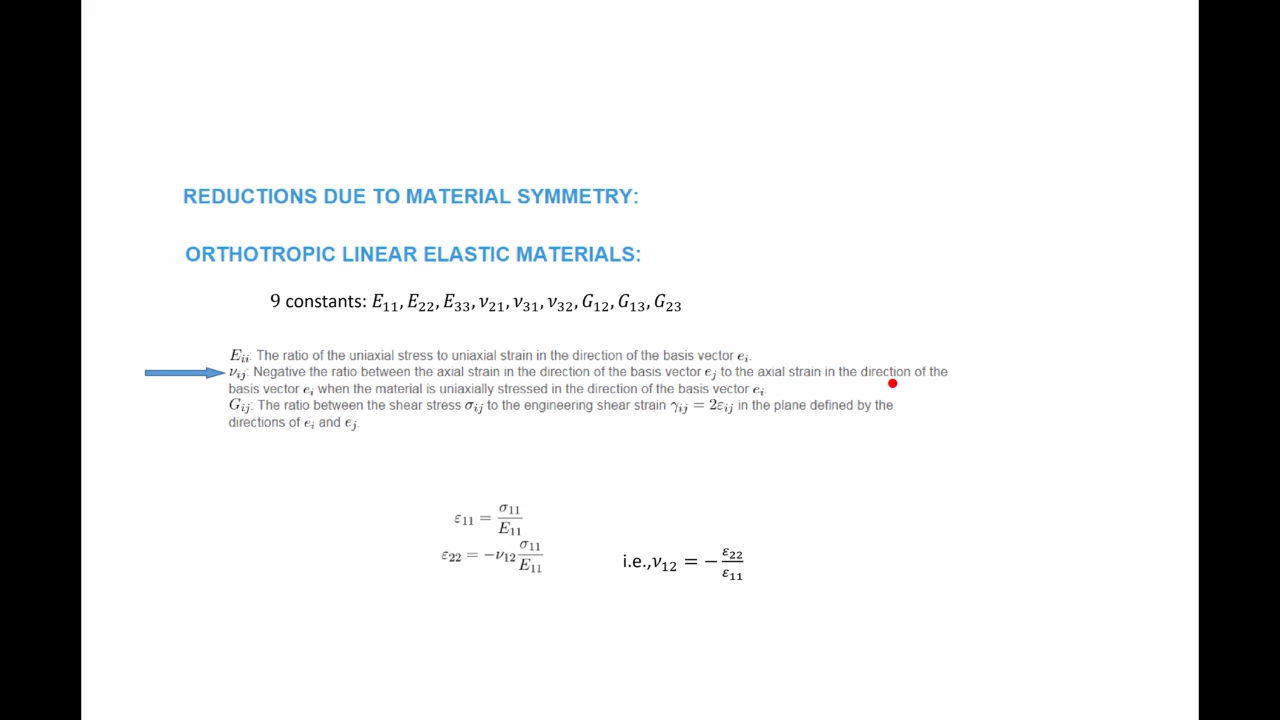 REDUCTIONS DUE TO MATERIAL SYMMETRY:
ORTHOTROPIC LINEAR ELASTIC MATERIALS:
9 constants: E₁₁, E₂₂, E₃₃, ν₂₁, ν₃₁, ν₃₂, G₁₂, G₁₃, G₂₃
Eᵢᵢ: The ratio of the uniaxial stress to uniaxial strain in the direction of the basis vector eᵢ.
νᵢⱼ: Negative the ratio between the axial strain in the direction of the basis vector eⱼ to the axial strain in the direction of the
basis vector eᵢ when the material is uniaxially stressed in the direction of the basis vector eᵢ
Gᵢⱼ: The ratio between the shear stress σᵢⱼ to the engineering shear strain γᵢⱼ = 2εᵢⱼ in the plane defined by the
directions of eᵢ and eⱼ.
ε₁₁ = σ₁₁/E₁₁
ε₂₂ = −ν₁₂ σ₁₁/E₁₁
i.e., ν₁₂ = − ε₂₂/ε₁₁